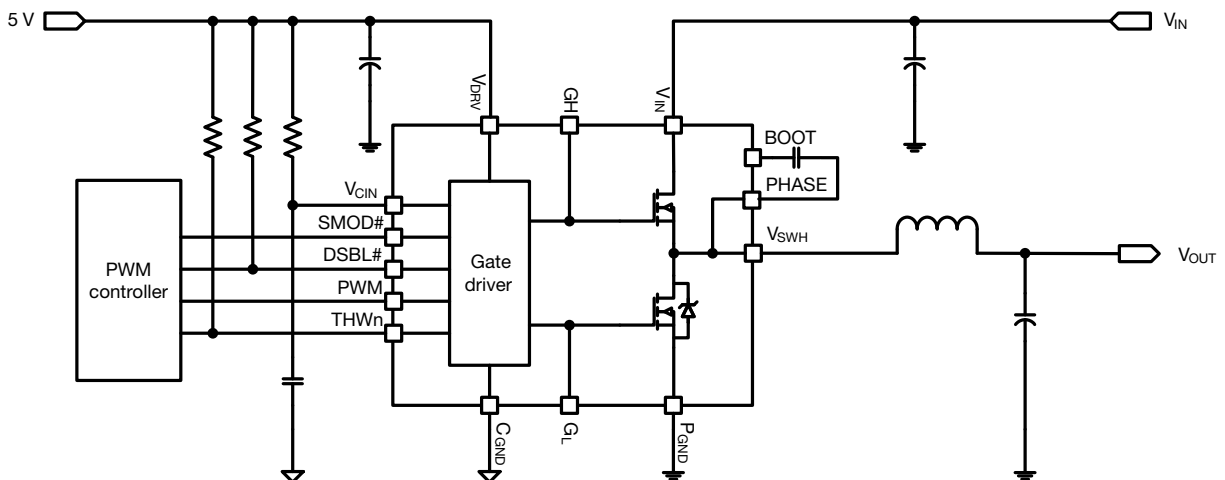 5 V
VIN
VDRV
GH
VIN
BOOT
PHASE
VCIN
SMOD#
DSBL#
PWM
THWn
PWM
controller
Gate
driver
VSWH
VOUT
CGND
GL
PGND